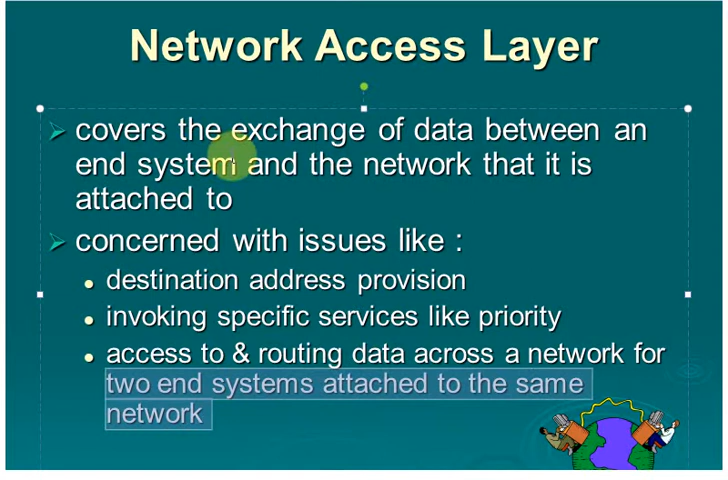 Network Access Layer
covers the exchange of data between an
end system and the network that it is
attached to
concerned with issues like :
destination address provision
invoking specific services like priority
access to & routing data across a network for
two end systems attached to the same
network